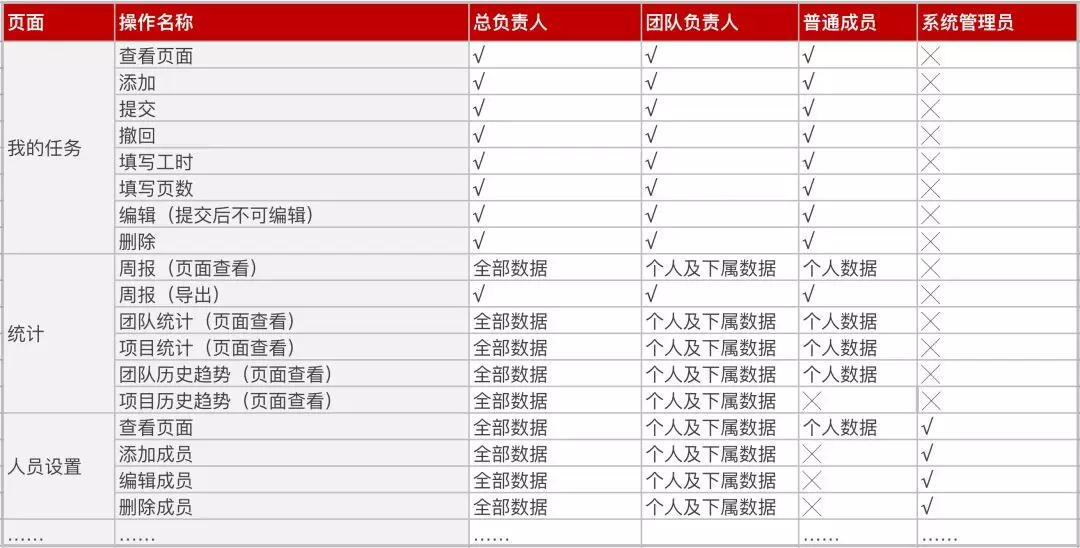 页面 操作名称 总负责人 团队负责人 普通成员 系统管理员
查看页面 √ √ √ ×
添加 √ √ √ ×
提交 √ √ √ ×
撤回 √ √ √ ×
我的任务
填写工时 √ √ √ ×
填写页数 √ √ √ ×
编辑（提交后不可编辑） √ √ √ ×
删除 √ √ √ ×
周报（页面查看） 全部数据 个人及下属数据 个人数据 ×
周报（导出） √ √ √ ×
团队统计（页面查看） 全部数据 个人及下属数据 个人数据 ×
统计
项目统计（页面查看） 全部数据 个人及下属数据 个人数据 ×
团队历史趋势（页面查看） 全部数据 个人及下属数据 个人数据 ×
项目历史趋势（页面查看） 全部数据 个人及下属数据 × ×
查看页面 全部数据 个人及下属数据 个人数据 √
添加成员 全部数据 个人及下属数据 × √
人员设置
编辑成员 全部数据 个人及下属数据 × √
删除成员 全部数据 个人及下属数据 × √
…… …… …… …… ……